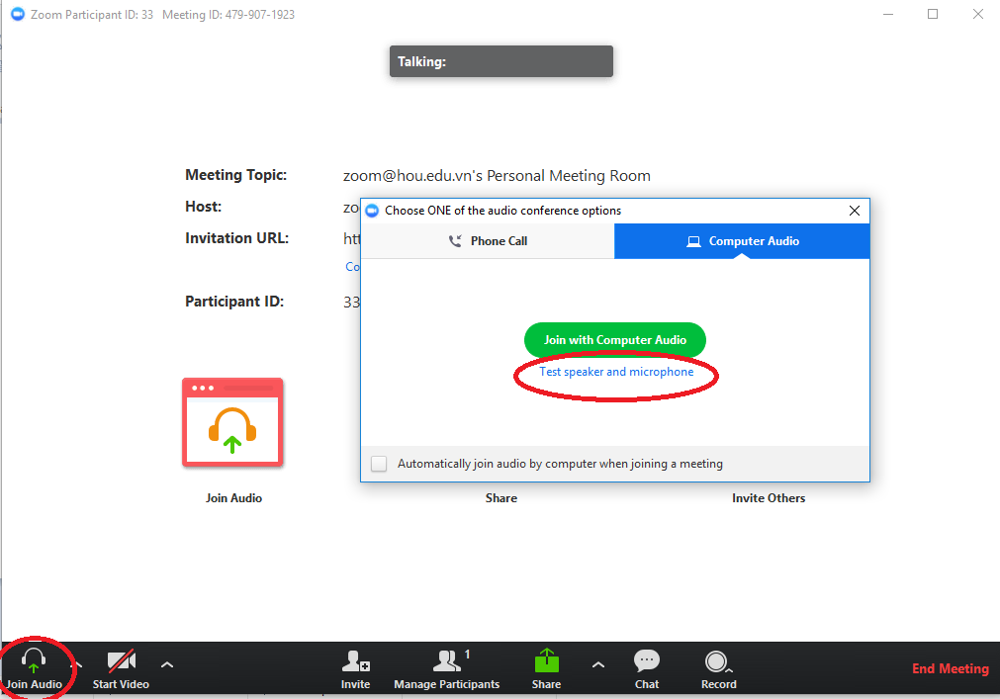 Zoom Participant ID: 33 Meeting ID: 479-907-1923
Talking:
Meeting Topic: zoom@hou.edu.vn's Personal Meeting Room
Host: zo
Invitation URL: htt
Co
Participant ID: 33
Choose ONE of the audio conference options
Phone Call Computer Audio
Join with Computer Audio
Test speaker and microphone
Automatically join audio by computer when joining a meeting
Join Audio Share Invite Others
Join Audio Start Video Invite Manage Participants 1 Share Chat Record End Meeting